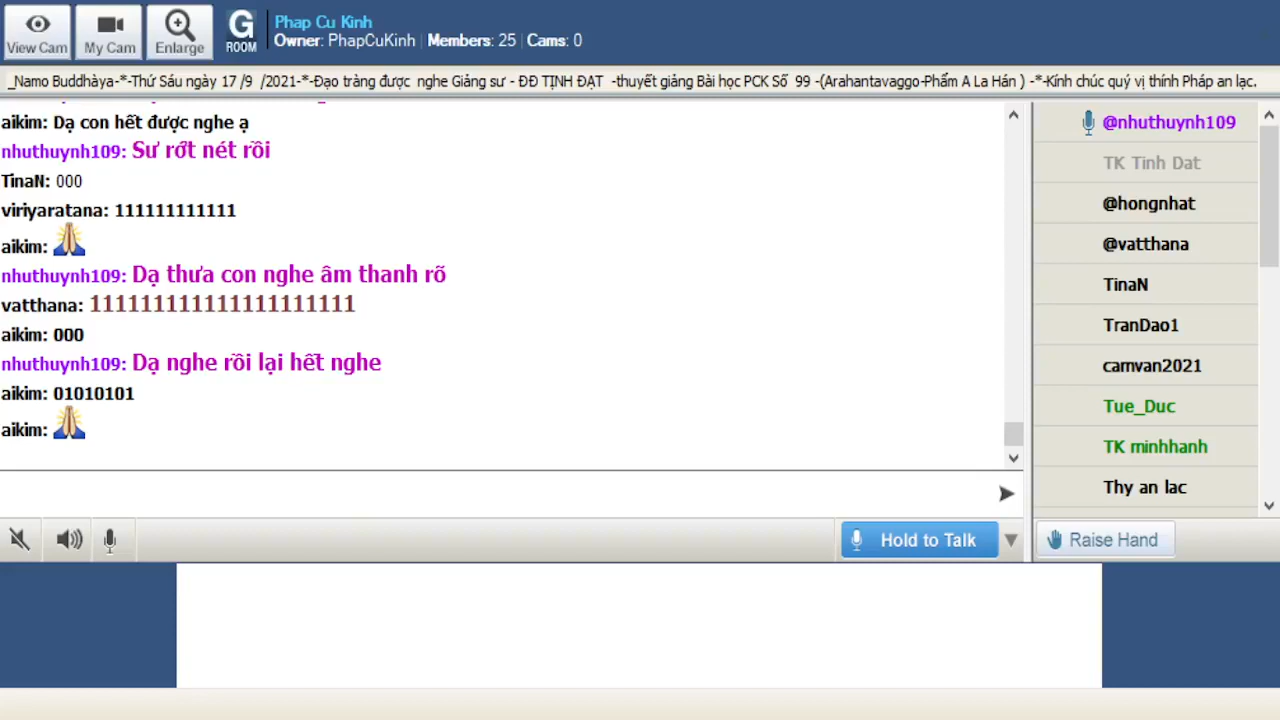 View Cam
My Cam
Enlarge
G
ROOM
Phap Cu Kinh
Owner: PhapCuKinh | Members: 25 | Cams: 0
_Namo Buddhàya-*-Thứ Sáu ngày 17 /9 /2021-*-Đạo tràng được nghe Giảng sư - ĐĐ TỊNH ĐẠT -thuyết giảng Bài học PCK Số 99 -(Arahantavaggo-Phẩm A La Hán ) -*-Kính chúc quý vị thính Pháp an lạc.
aikim: Dạ con hết được nghe ạ
nhuthuynh109: Sư rớt nét rồi
TinaN: 000
viriyaratana: 111111111111
aikim:
nhuthuynh109: Dạ thưa con nghe âm thanh rõ
vatthana: 111111111111111111111
aikim: 000
nhuthuynh109: Dạ nghe rồi lại hết nghe
aikim: 01010101
aikim:
@nhuthuynh109
TK Tinh Dat
@hongnhat
@vatthana
TinaN
TranDao1
camvan2021
Tue_Duc
TK minhhanh
Thy an lac
Hold to Talk
Raise Hand